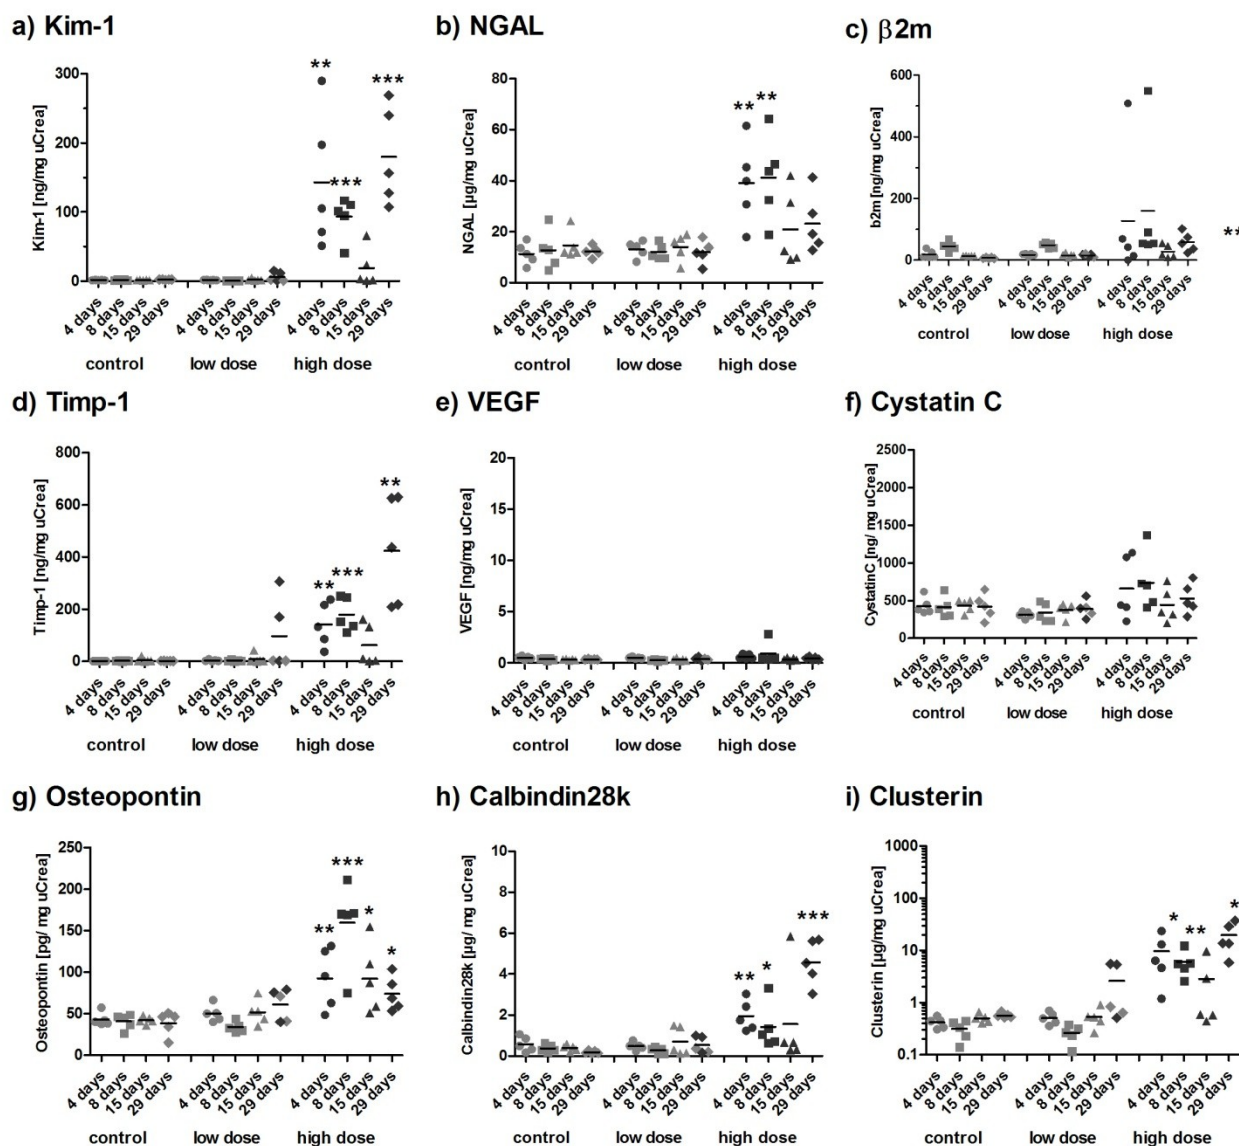 a) Kim-1
Kim-1 [ng/mg uCrea]
300
200
100
0
**
***
***
4 days
8 days
15 days
29 days
4 days
8 days
15 days
29 days
4 days
8 days
15 days
29 days
control
low dose
high dose
b) NGAL
NGAL [µg/mg uCrea]
80
60
40
20
0
**
**
4 days
8 days
15 days
29 days
4 days
8 days
15 days
29 days
4 days
8 days
15 days
29 days
control
low dose
high dose
c) β2m
b2m [ng/mg uCrea]
600
400
200
0
**
4 days
8 days
15 days
29 days
4 days
8 days
15 days
29 days
4 days
8 days
15 days
29 days
control
low dose
high dose
d) Timp-1
Timp-1 [ng/mg uCrea]
800
600
400
200
0
**
***
**
4 days
8 days
15 days
29 days
4 days
8 days
15 days
29 days
4 days
8 days
15 days
29 days
control
low dose
high dose
e) VEGF
VEGF [ng/mg uCrea]
20
15
10
5
0
4 days
8 days
15 days
29 days
4 days
8 days
15 days
29 days
4 days
8 days
15 days
29 days
control
low dose
high dose
f) Cystatin C
CystatinC [ng/ mg uCrea]
2500
2000
1500
1000
500
0
4 days
8 days
15 days
29 days
4 days
8 days
15 days
29 days
4 days
8 days
15 days
29 days
control
low dose
high dose
g) Osteopontin
Osteopontin [pg/ mg uCrea]
250
200
150
100
50
0
**
***
*
*
4 days
8 days
15 days
29 days
4 days
8 days
15 days
29 days
4 days
8 days
15 days
29 days
control
low dose
high dose
h) Calbindin28k
Calbindin28k [µg/ mg uCrea]
10
8
6
4
2
0
**
*
***
4 days
8 days
15 days
29 days
4 days
8 days
15 days
29 days
4 days
8 days
15 days
29 days
control
low dose
high dose
i) Clusterin
Clusterin [µg/mg uCrea]
1000
100
10
1
0.1
*
**
*
4 days
8 days
15 days
29 days
4 days
8 days
15 days
29 days
4 days
8 days
15 days
29 days
control
low dose
high dose